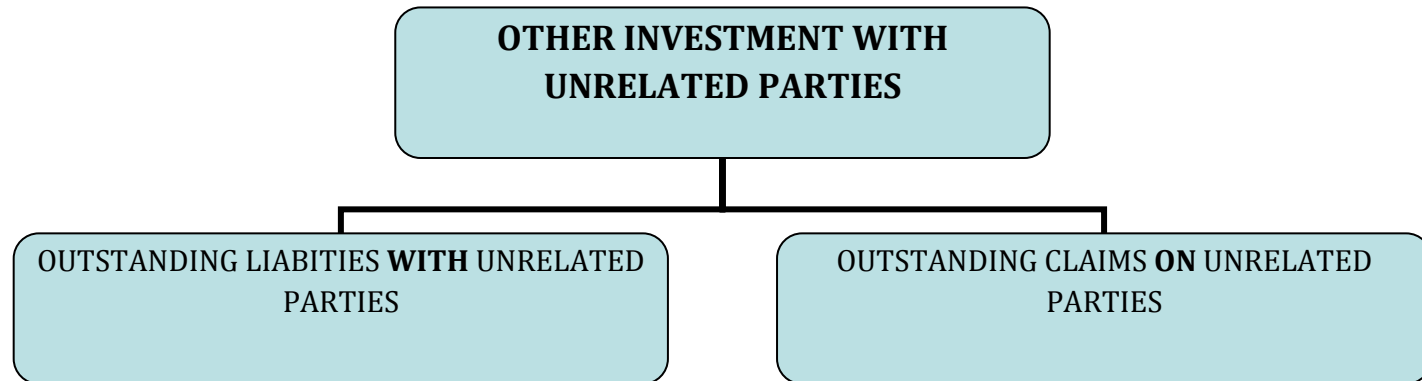 OTHER INVESTMENT WITH
UNRELATED PARTIES
OUTSTANDING LIABITIES WITH UNRELATED
PARTIES
OUTSTANDING CLAIMS ON UNRELATED
PARTIES